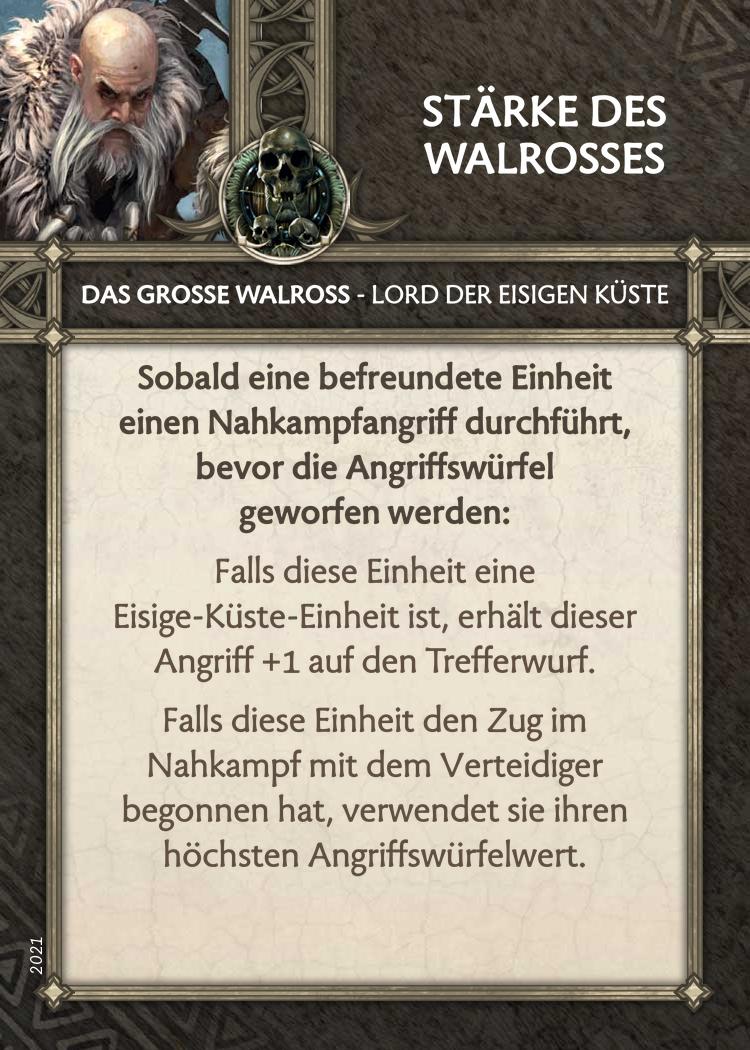 STÄRKE DES
WALROSSES
DAS GROSSE WALROSS - LORD DER EISIGEN KÜSTE
Sobald eine befreundete Einheit
einen Nahkampfangriff durchführt,
bevor die Angriffswürfel
geworfen werden:
Falls diese Einheit eine
Eisige-Küste-Einheit ist, erhält dieser
Angriff +1 auf den Trefferwurf.
Falls diese Einheit den Zug im
Nahkampf mit dem Verteidiger
begonnen hat, verwendet sie ihren
höchsten Angriffswürfelwert.
2021